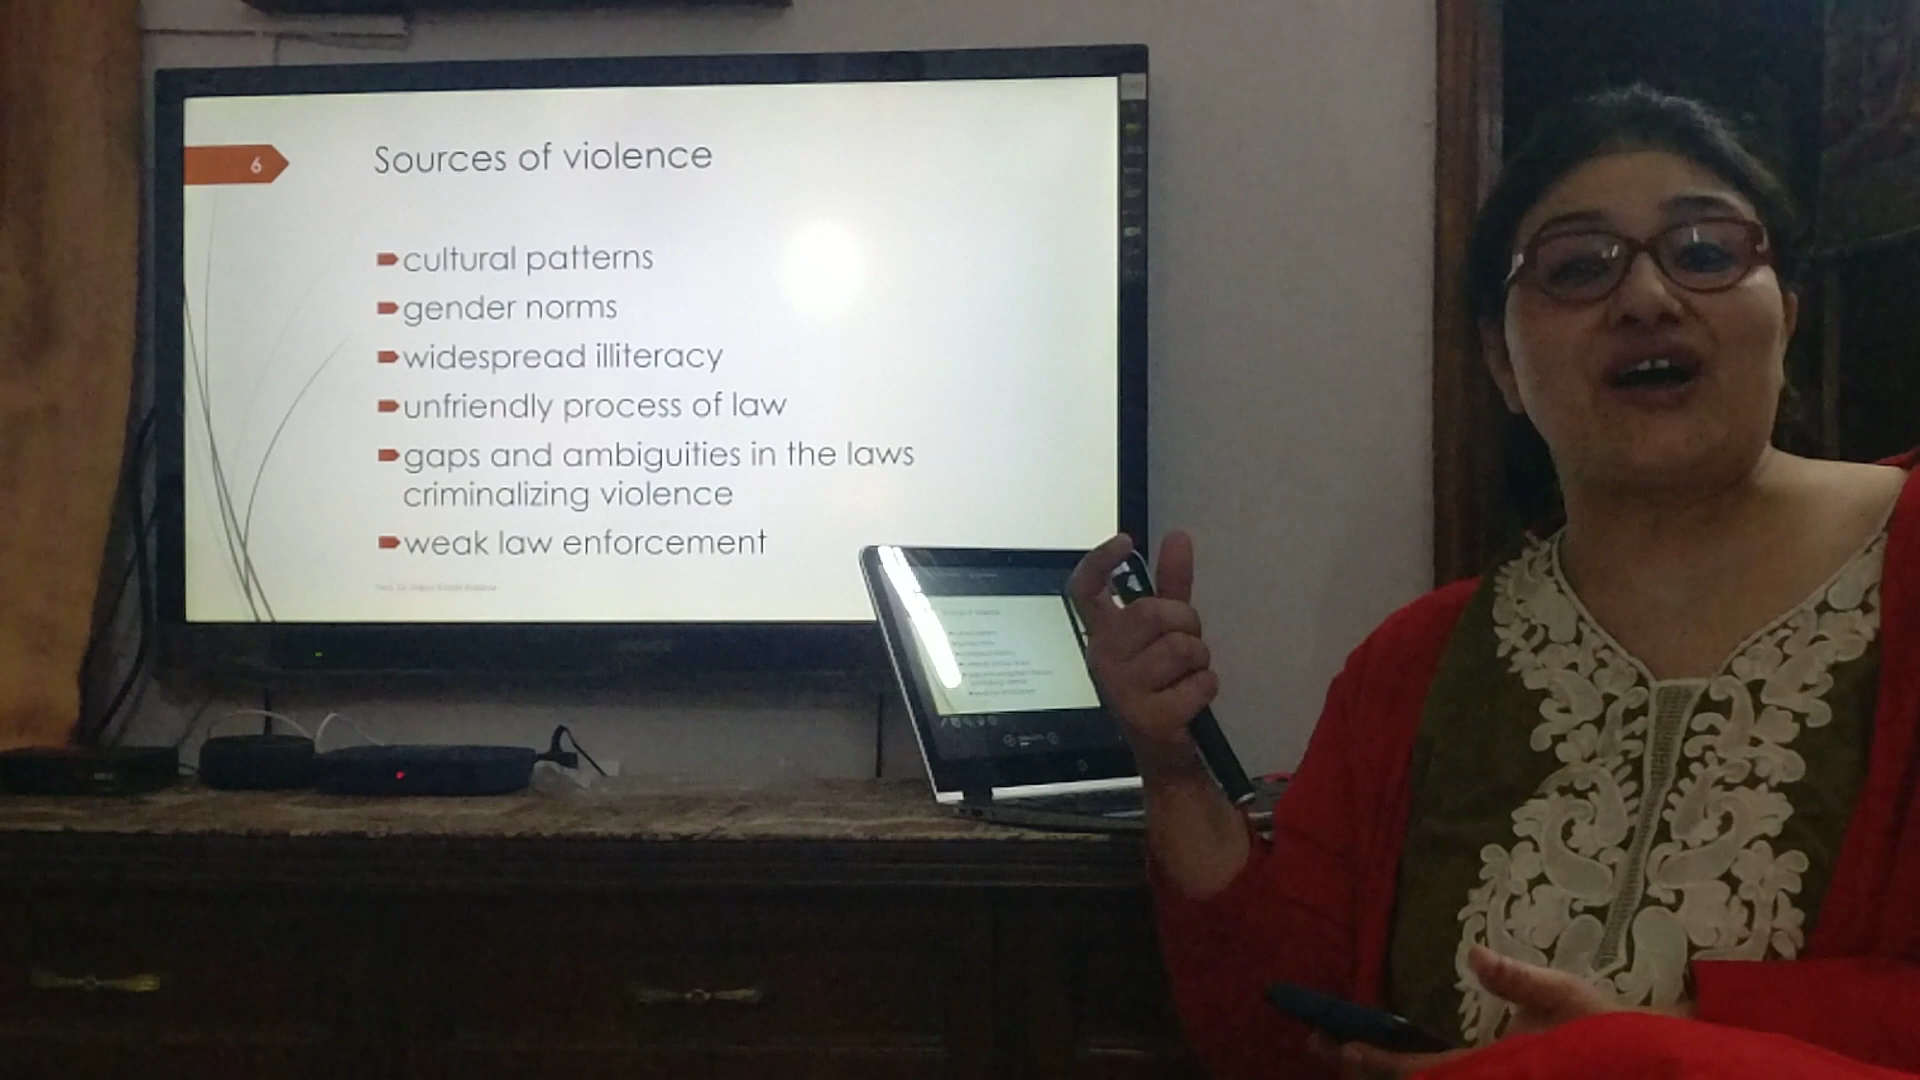 6
Sources of violence
cultural patterns
gender norms
widespread illiteracy
unfriendly process of law
gaps and ambiguities in the laws
criminalizing violence
weak law enforcement